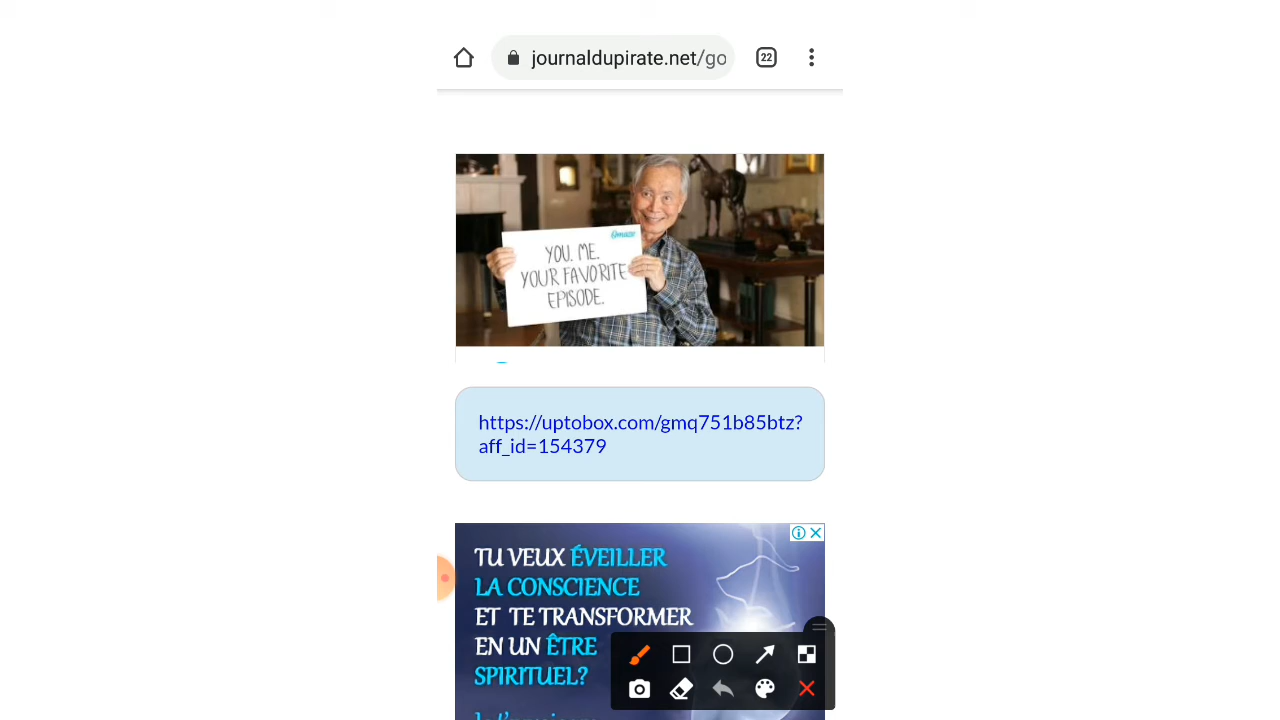 journaldupirate.net/go
22
Omaze
YOU. ME.
YOUR FAVORITE
EPISODE.
https://uptobox.com/gmq751b85btz?
aff_id=154379
TU VEUX ÉVEILLER
LA CONSCIENCE
ET TE TRANSFORMER
EN UN ÊTRE
SPIRITUEL?